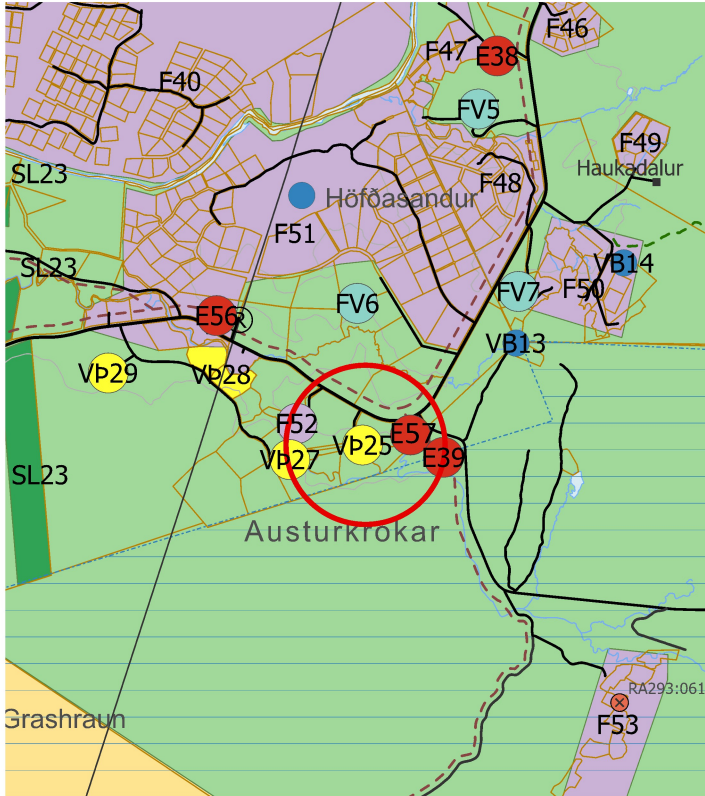 F46
F47
E38
F40
FV5
F49
Haukadalur
SL23
F48
Höfðasandur
F51
VB14
SL23
F50
FV7
FV6
E56
VB13
VÞ29
VÞ28
F52
E57
VÞ25
E39
VÞ27
SL23
Austurkrókar
RA293:061
Grashraun
F53